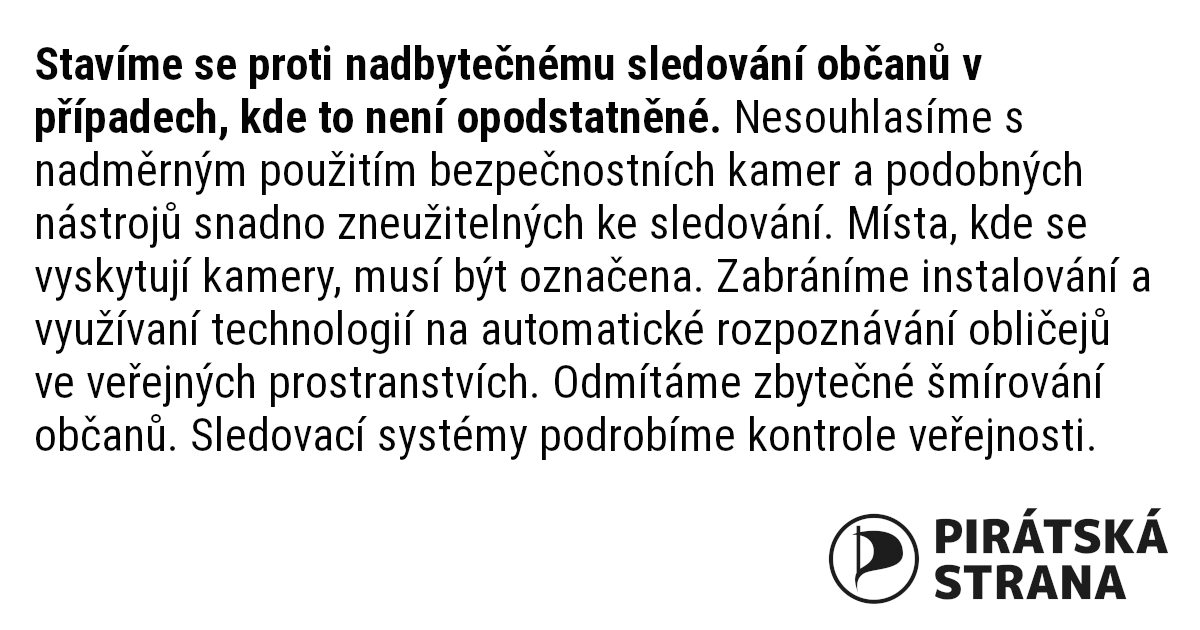 Stavíme se proti nadbytečnému sledování občanů v
případech, kde to není opodstatněné. Nesouhlasíme s
nadměrným použitím bezpečnostních kamer a podobných
nástrojů snadno zneužitelných ke sledování. Místa, kde se
vyskytují kamery, musí být označena. Zabráníme instalování a
využívaní technologií na automatické rozpoznávání obličejů
ve veřejných prostranstvích. Odmítáme zbytečné šmírování
občanů. Sledovací systémy podrobíme kontrole veřejnosti.
PIRÁTSKÁ
STRANA